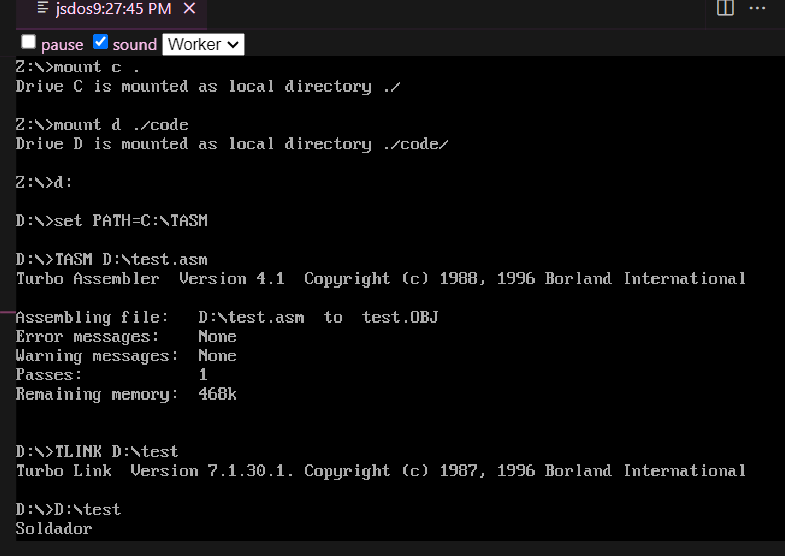 jsdos9:27:45 PM
pause sound Worker
Z:\>mount c .
Drive C is mounted as local directory ./
Z:\>mount d ./code
Drive D is mounted as local directory ./code/
Z:\>d:
D:\>set PATH=C:\TASM
D:\>TASM D:\test.asm
Turbo Assembler  Version 4.1  Copyright (c) 1988, 1996 Borland International
Assembling file:   D:\test.asm  to  test.OBJ
Error messages:    None
Warning messages:  None
Passes:            1
Remaining memory:  468k
D:\>TLINK D:\test
Turbo Link  Version 7.1.30.1. Copyright (c) 1987, 1996 Borland International
D:\>D:\test
Soldador